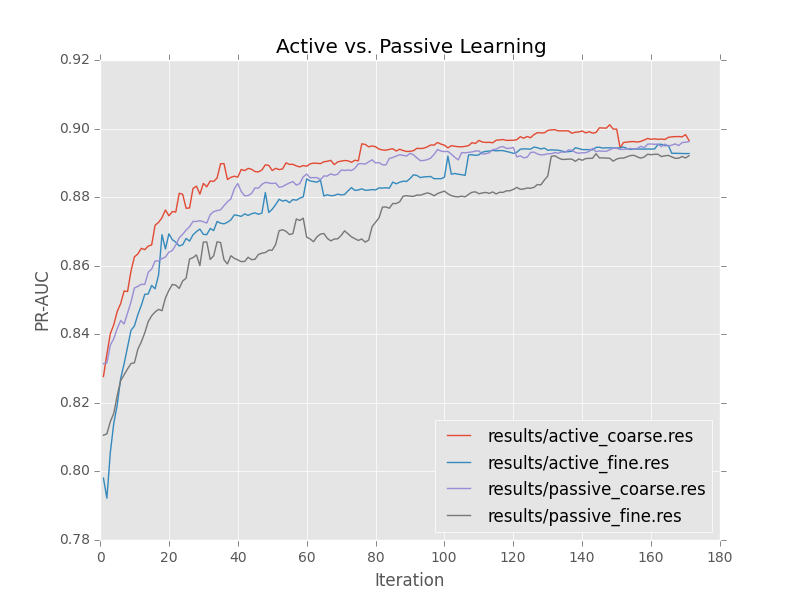 Active vs. Passive Learning
0.92
0.90
0.88
0.86
0.84
0.82
0.80
0.78
PR-AUC
results/active_coarse.res
results/active_fine.res
results/passive_coarse.res
results/passive_fine.res
0 20 40 60 80 100 120 140 160 180
Iteration